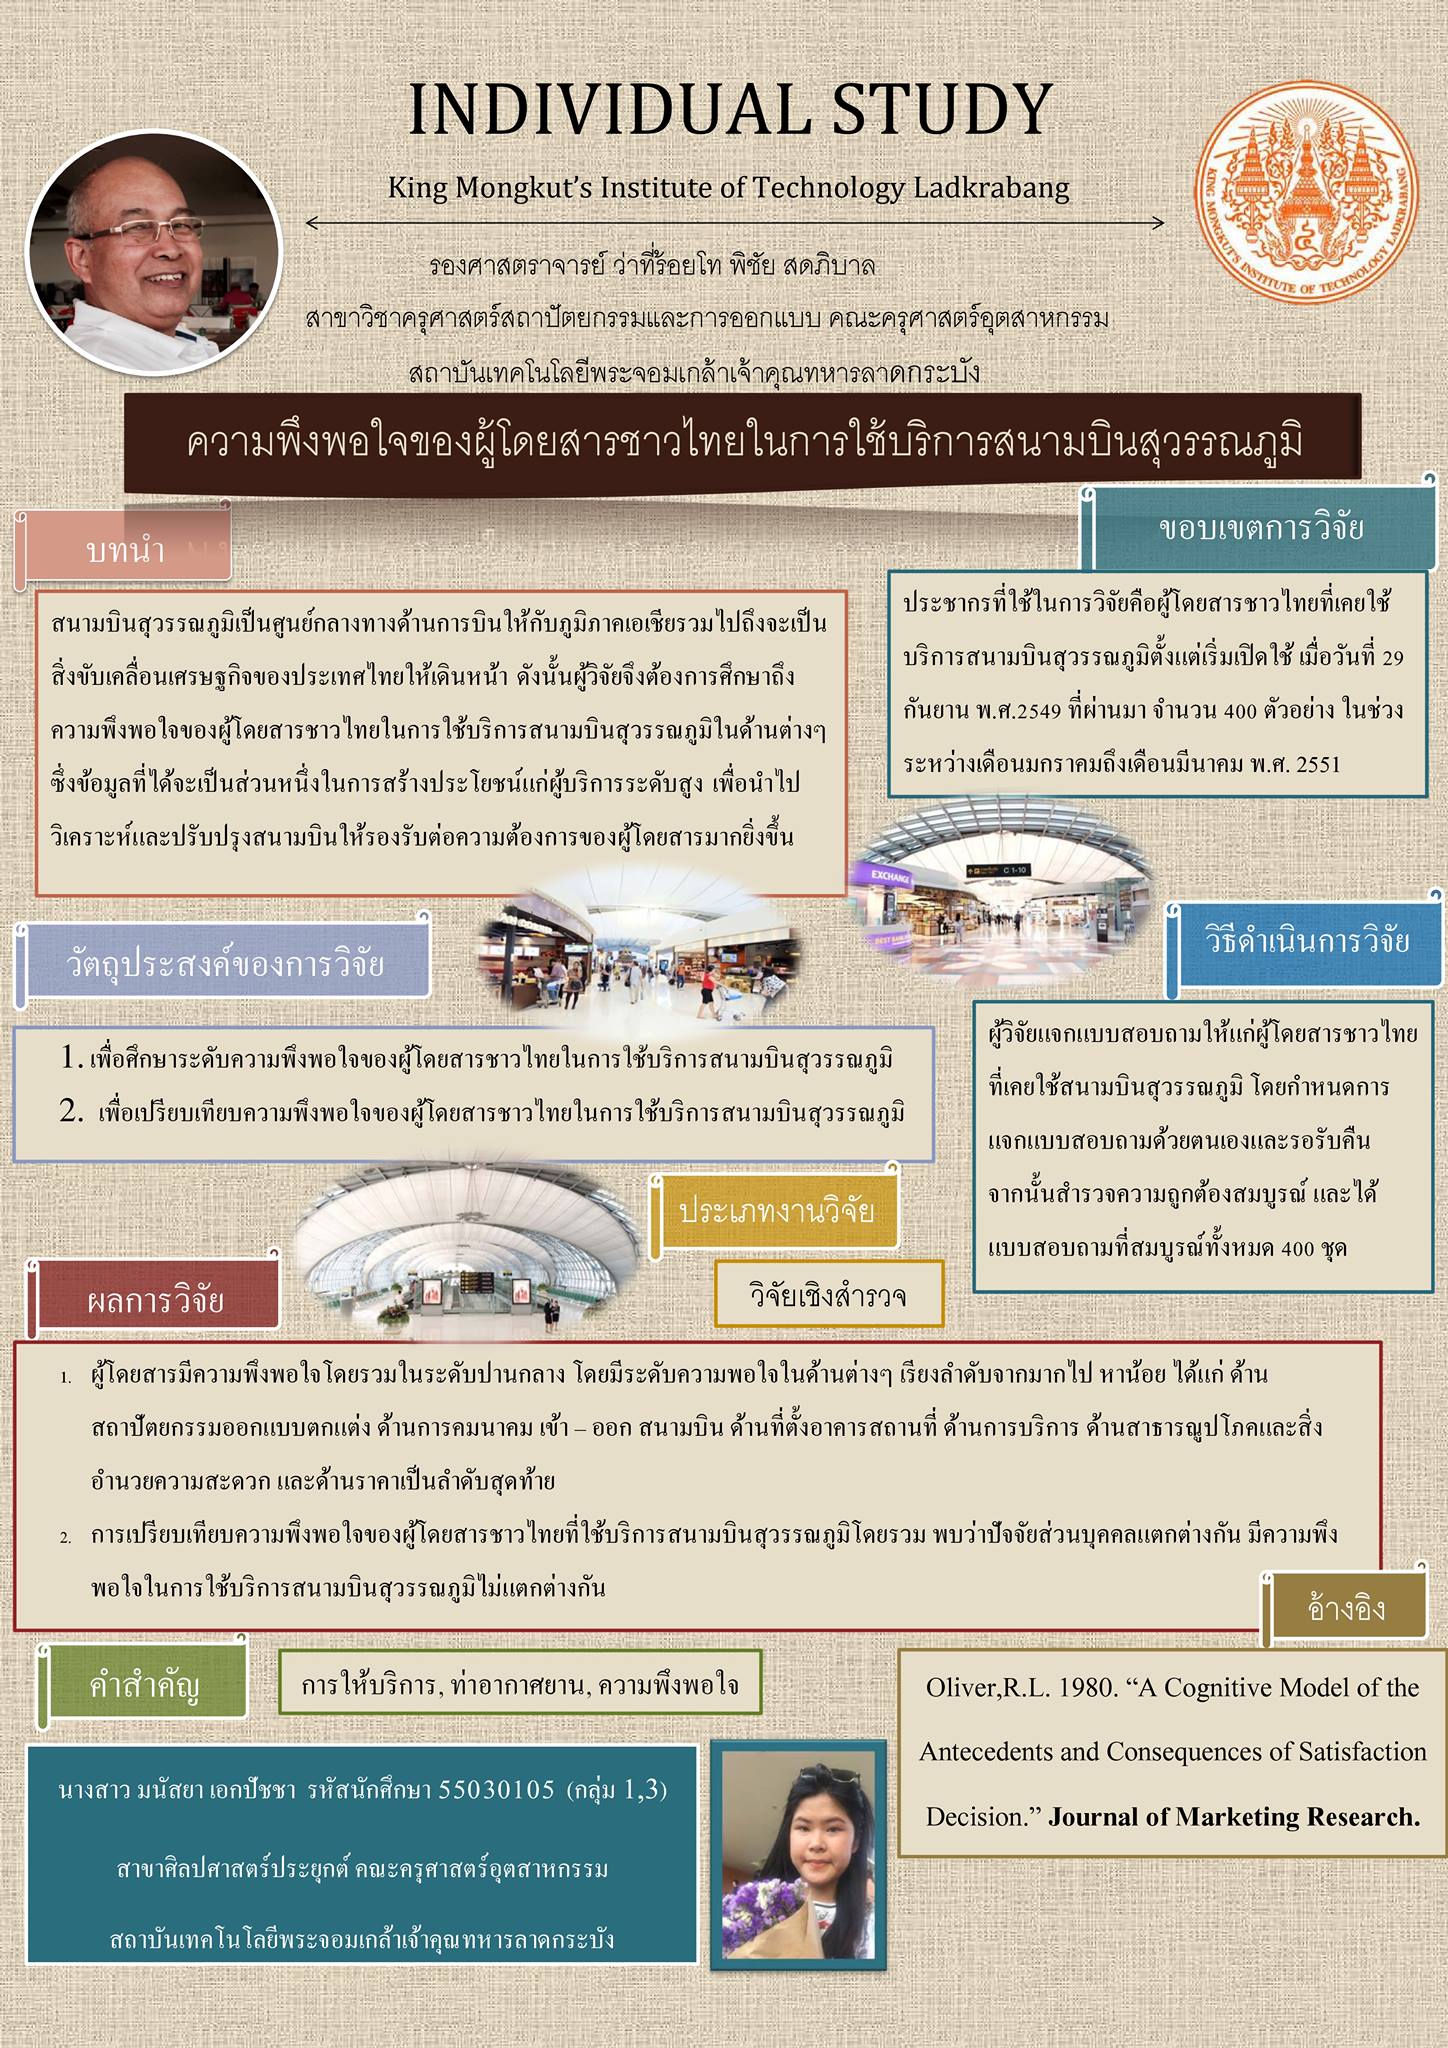 INDIVIDUAL STUDY
King Mongkut's Institute of Technology Ladkrabang
KING MONGKUT'S INSTITUTE OF TECHNOLOGY LADKRABANG
รองศาสตราจารย์ ว่าที่ร้อยโท พิชัย สดภิบาล
สาขาวิชาครุศาสตร์สถาปัตยกรรมและการออกแบบ คณะครุศาสตร์อุตสาหกรรม
สถาบันเทคโนโลยีพระจอมเกล้าเจ้าคุณทหารลาดกระบัง
ความพึงพอใจของผู้โดยสารชาวไทยในการใช้บริการสนามบินสุวรรณภูมิ
บทนำ
สนามบินสุวรรณภูมิเป็นศูนย์กลางทางด้านการบินให้กับภูมิภาคเอเชียรวมไปถึงจะเป็น
สิ่งขับเคลื่อนเศรษฐกิจของประเทศไทยให้เดินหน้า ดังนั้นผู้วิจัยจึงต้องการศึกษาถึง
ความพึงพอใจของผู้โดยสารชาวไทยในการใช้บริการสนามบินสุวรรณภูมิในด้านต่างๆ
ซึ่งข้อมูลที่ได้จะเป็นส่วนหนึ่งในการสร้างประโยชน์แก่ผู้บริการระดับสูง เพื่อนำไป
วิเคราะห์และปรับปรุงสนามบินให้รองรับต่อความต้องการของผู้โดยสารมากยิ่งขึ้น
ขอบเขตการวิจัย
ประชากรที่ใช้ในการวิจัยคือผู้โดยสารชาวไทยที่เคยใช้
บริการสนามบินสุวรรณภูมิตั้งแต่เริ่มเปิดใช้ เมื่อวันที่ 29
กันยาน พ.ศ.2549 ที่ผ่านมา จำนวน 400 ตัวอย่าง ในช่วง
ระหว่างเดือนมกราคมถึงเดือนมีนาคม พ.ศ. 2551
EXCHANGE
C 1-10
วัตถุประสงค์ของการวิจัย
1. เพื่อศึกษาระดับความพึงพอใจของผู้โดยสารชาวไทยในการใช้บริการสนามบินสุวรรณภูมิ
2. เพื่อเปรียบเทียบความพึงพอใจของผู้โดยสารชาวไทยในการใช้บริการสนามบินสุวรรณภูมิ
วิธีดำเนินการวิจัย
ผู้วิจัยแจกแบบสอบถามให้แก่ผู้โดยสารชาวไทย
ที่เคยใช้สนามบินสุวรรณภูมิ โดยกำหนดการ
แจกแบบสอบถามด้วยตนเองและรอรับคืน
จากนั้นสำรวจความถูกต้องสมบูรณ์ และได้
แบบสอบถามที่สมบูรณ์ทั้งหมด 400 ชุด
ประเภทงานวิจัย
วิจัยเชิงสำรวจ
ผลการวิจัย
1. ผู้โดยสารมีความพึงพอใจโดยรวมในระดับปานกลาง โดยมีระดับความพอใจในด้านต่างๆ เรียงลำดับจากมากไป หาน้อย ได้แก่ ด้าน
สถาปัตยกรรมออกแบบตกแต่ง ด้านการคมนาคม เข้า – ออก สนามบิน ด้านที่ตั้งอาคารสถานที่ ด้านการบริการ ด้านสาธารณูปโภคและสิ่ง
อำนวยความสะดวก และด้านราคาเป็นลำดับสุดท้าย
2. การเปรียบเทียบความพึงพอใจของผู้โดยสารชาวไทยที่ใช้บริการสนามบินสุวรรณภูมิโดยรวม พบว่าปัจจัยส่วนบุคคลแตกต่างกัน มีความพึง
พอใจในการใช้บริการสนามบินสุวรรณภูมิไม่แตกต่างกัน
คำสำคัญ
การให้บริการ, ท่าอากาศยาน, ความพึงพอใจ
อ้างอิง
Oliver,R.L. 1980. “A Cognitive Model of the
Antecedents and Consequences of Satisfaction
Decision.” Journal of Marketing Research.
นางสาว มนัสยา เอกปัชชา รหัสนักศึกษา 55030105 (กลุ่ม 1,3)
สาขาศิลปศาสตร์ประยุกต์ คณะครุศาสตร์อุตสาหกรรม
สถาบันเทคโนโลยีพระจอมเกล้าเจ้าคุณทหารลาดกระบัง